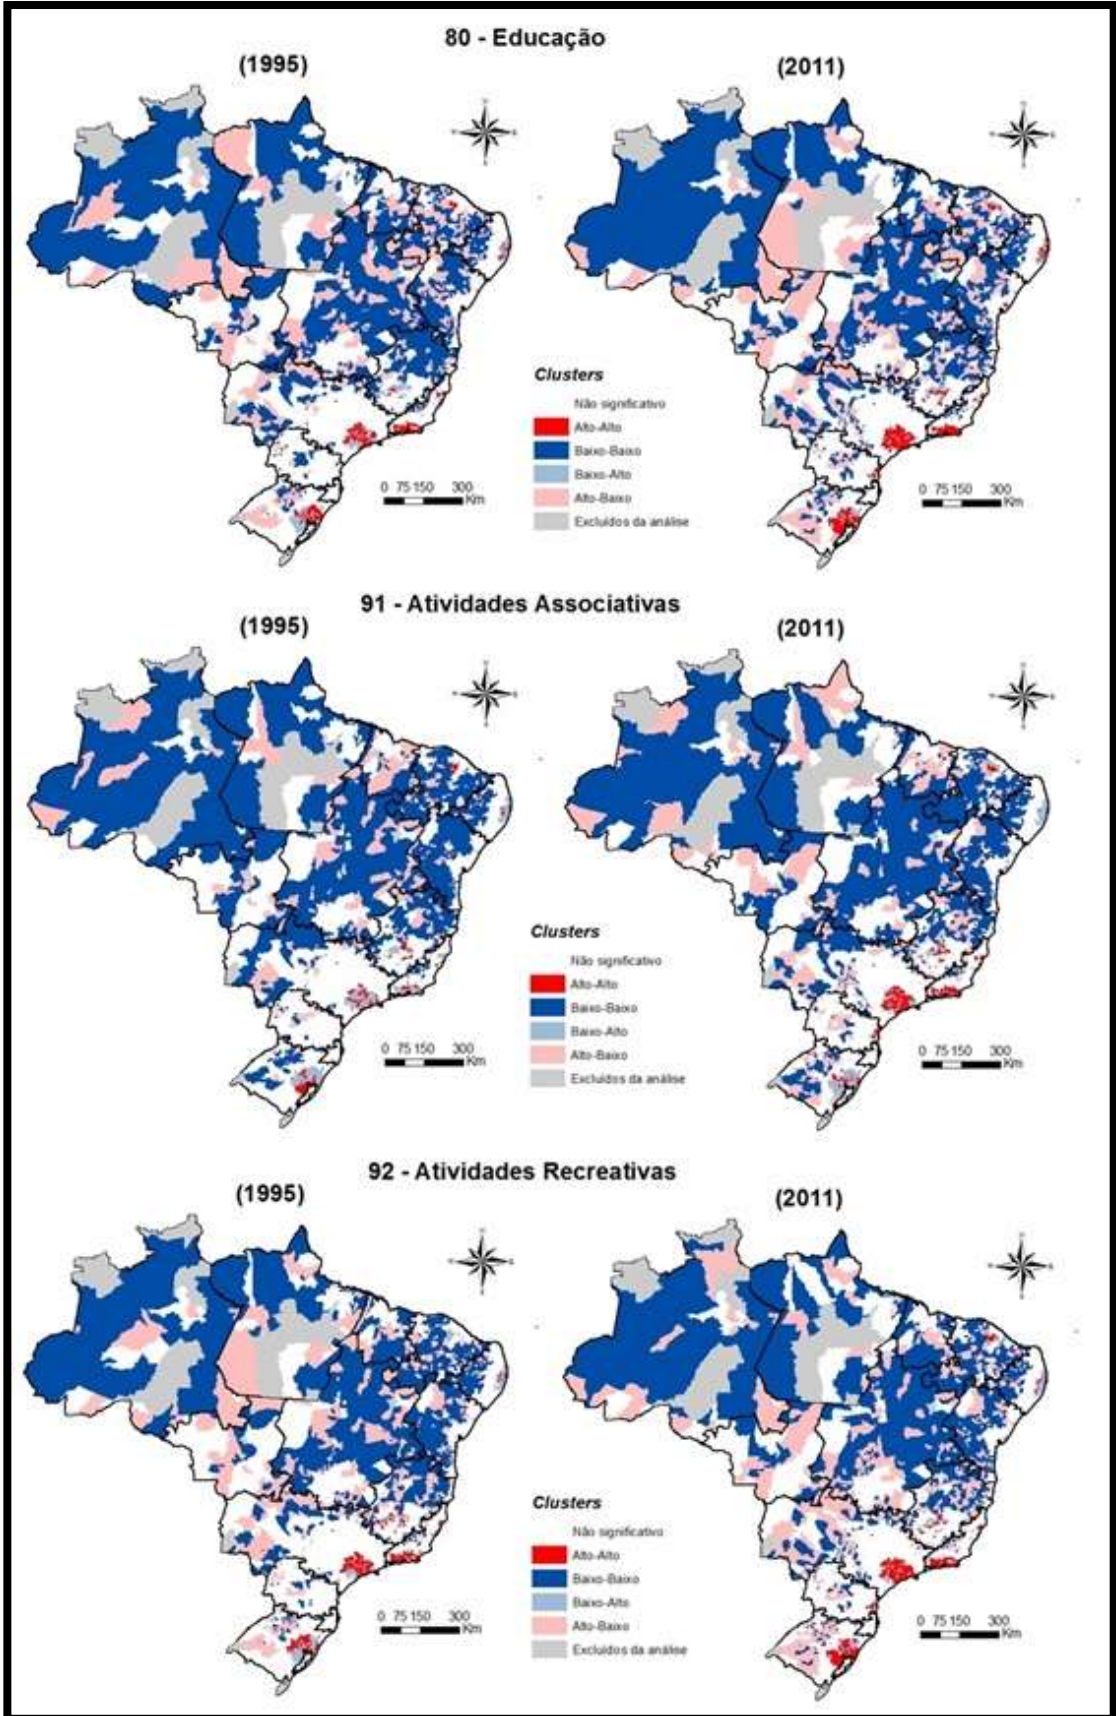 80 - Educação
(1995)
(2011)
Clusters
Não significativo
Alto-Alto
Baixo-Baixo
Baixo-Alto
Alto-Baixo
Excluídos da análise
0 75 150 300
Km
0 75 150 300
Km
91 - Atividades Associativas
(1995)
(2011)
Clusters
Não significativo
Alto-Alto
Baixo-Baixo
Baixo-Alto
Alto-Baixo
Excluídos da análise
0 75 150 300
Km
0 75 150 300
Km
92 - Atividades Recreativas
(1995)
(2011)
Clusters
Não significativo
Alto-Alto
Baixo-Baixo
Baixo-Alto
Alto-Baixo
Excluídos da análise
0 75 150 300
Km
0 75 150 300
Km